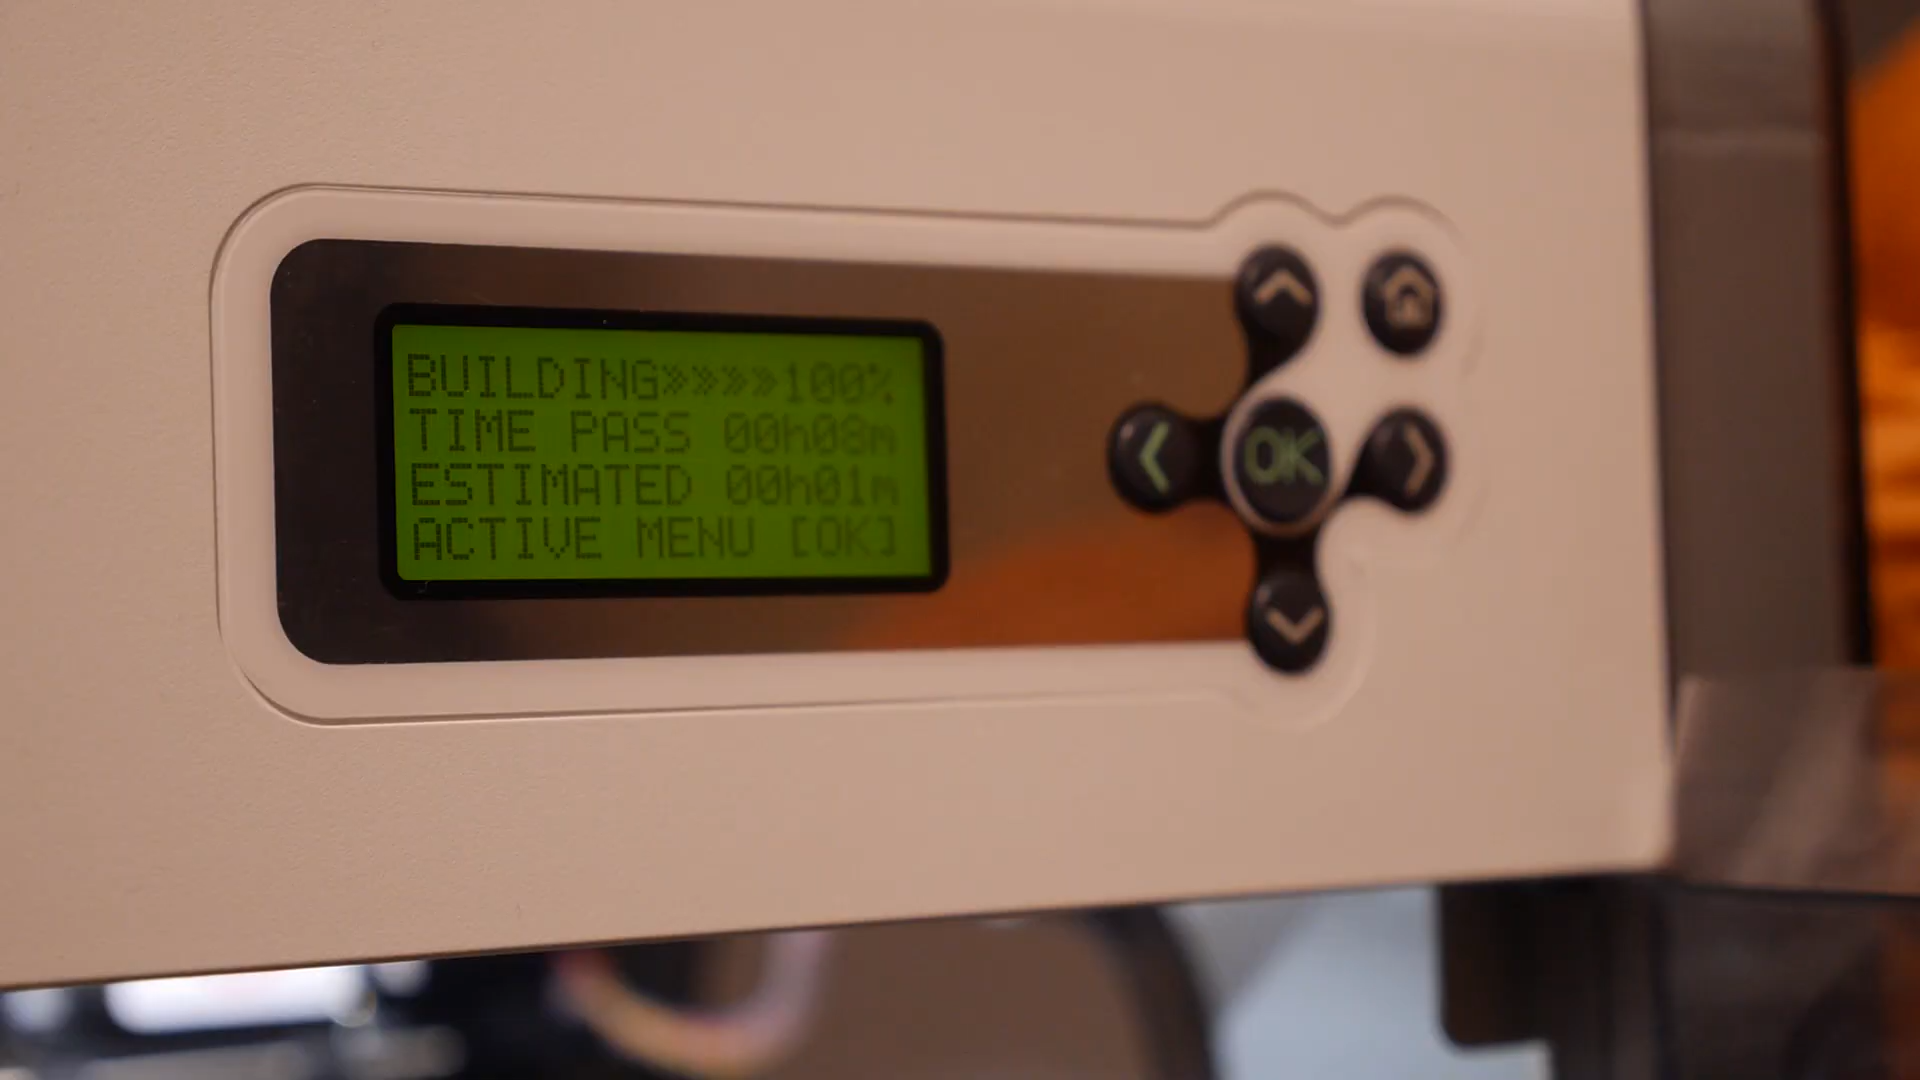 BUILDING»»»»100%
TIME PASS 00h08m
ESTIMATED 00h01m
ACTIVE MENU [OK]
OK